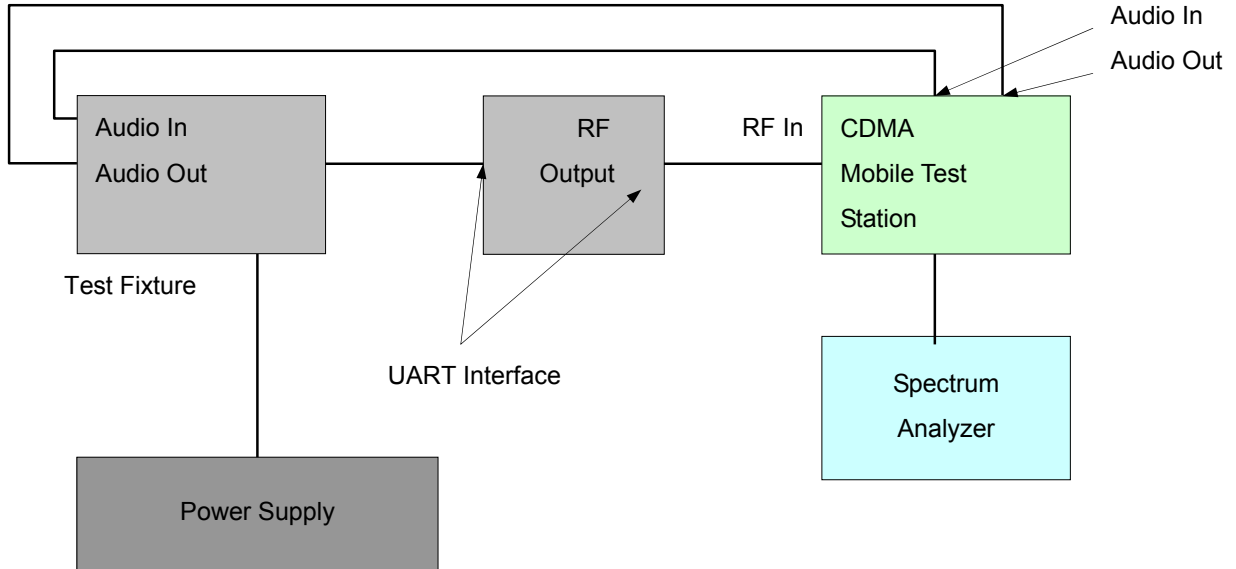 Audio In
Audio Out
Audio In
Audio Out
RF
Output
RF In
CDMA
Mobile Test
Station
Test Fixture
UART Interface
Spectrum
Analyzer
Power Supply